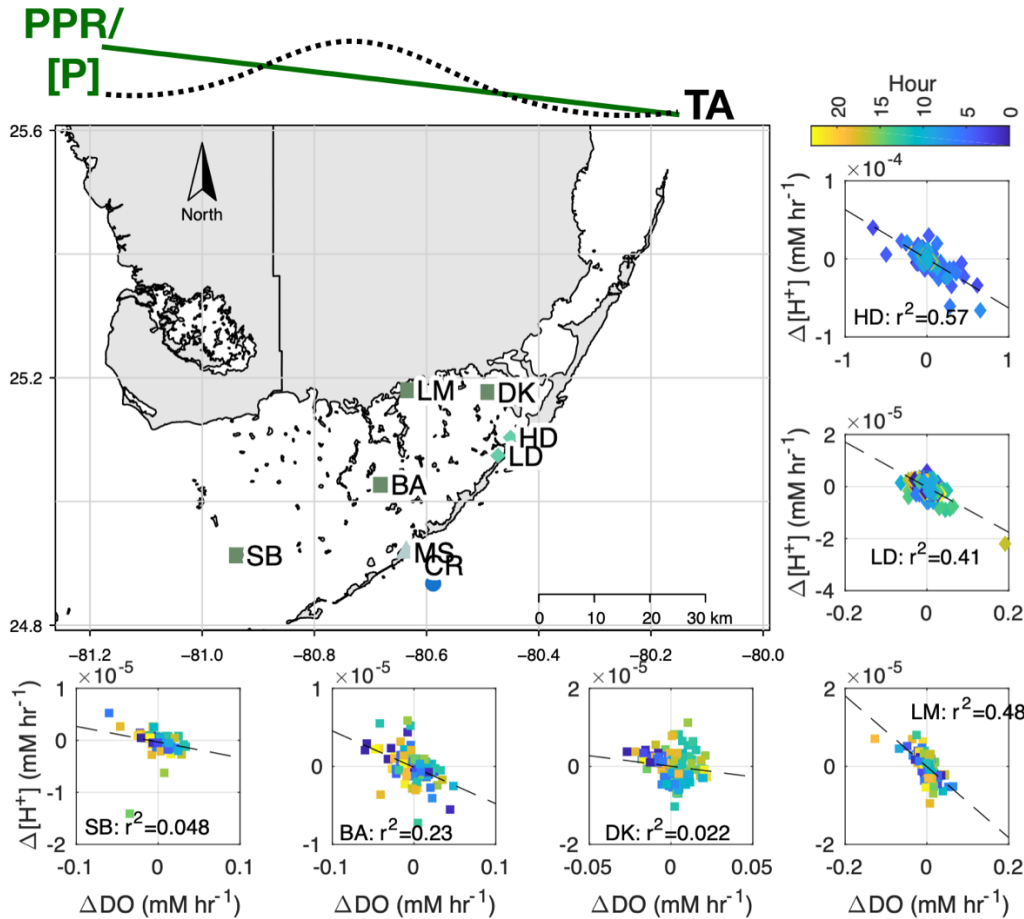 PPR/
[P]
TA
Hour
20 15 10 5 0
25.6
25.2
24.8
North
LM
DK
HD
LD
BA
SB
MS
CR
0 10 20 30 km
−81.2 −81.0 −80.8 −80.6 −80.4 −80.2 −80.0
×10⁻⁴
1
0
-1
Δ[H⁺] (mM hr⁻¹)
HD: r²=0.57
-1 0 1
×10⁻⁵
2
0
-2
-4
Δ[H⁺] (mM hr⁻¹)
LD: r²=0.41
-0.2 0 0.2
×10⁻⁵
1
0
-1
-2
Δ[H⁺] (mM hr⁻¹)
SB: r²=0.048
-0.1 0 0.1
ΔDO (mM hr⁻¹)
×10⁻⁵
1
0
-1
BA: r²=0.23
-0.1 0 0.1
ΔDO (mM hr⁻¹)
×10⁻⁵
2
0
-2
DK: r²=0.022
-0.05 0 0.05
ΔDO (mM hr⁻¹)
×10⁻⁵
2
0
-2
LM: r²=0.48
-0.2 0 0.2
ΔDO (mM hr⁻¹)